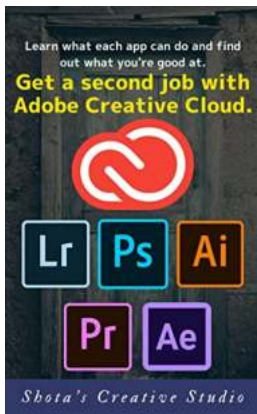 Learn what each app can do and find
out what you're good at.
Get a second job with
Adobe Creative Cloud.
Lr Ps Ai
Pr Ae
Shota's Creative Studio